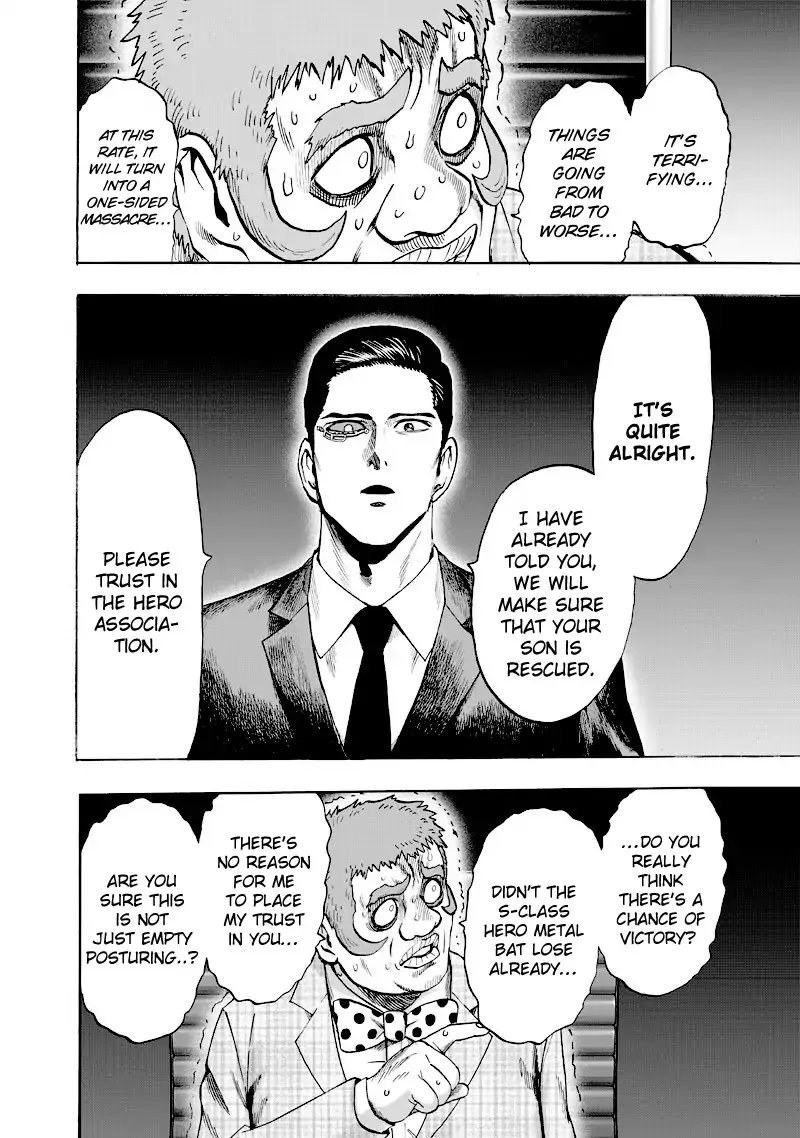 IT'S
TERRI-
FYING...
THINGS
ARE
GOING
FROM
BAD TO
WORSE...
AT THIS
RATE, IT
WILL TURN
INTO A
ONE-SIDED
MASSACRE...
IT'S
QUITE
ALRIGHT.
I HAVE
ALREADY
TOLD YOU,
WE WILL
MAKE SURE
THAT YOUR
SON IS
RESCUED.
PLEASE
TRUST IN
THE HERO
ASSOCIA-
TION.
...DO YOU
REALLY
THINK
THERE'S A
CHANCE OF
VICTORY?
DIDN'T THE
S-CLASS
HERO METAL
BAT LOSE
ALREADY...
THERE'S
NO REASON
FOR ME
TO PLACE
MY TRUST
IN YOU...
ARE YOU
SURE THIS
IS NOT
JUST EMPTY
POSTURING..?